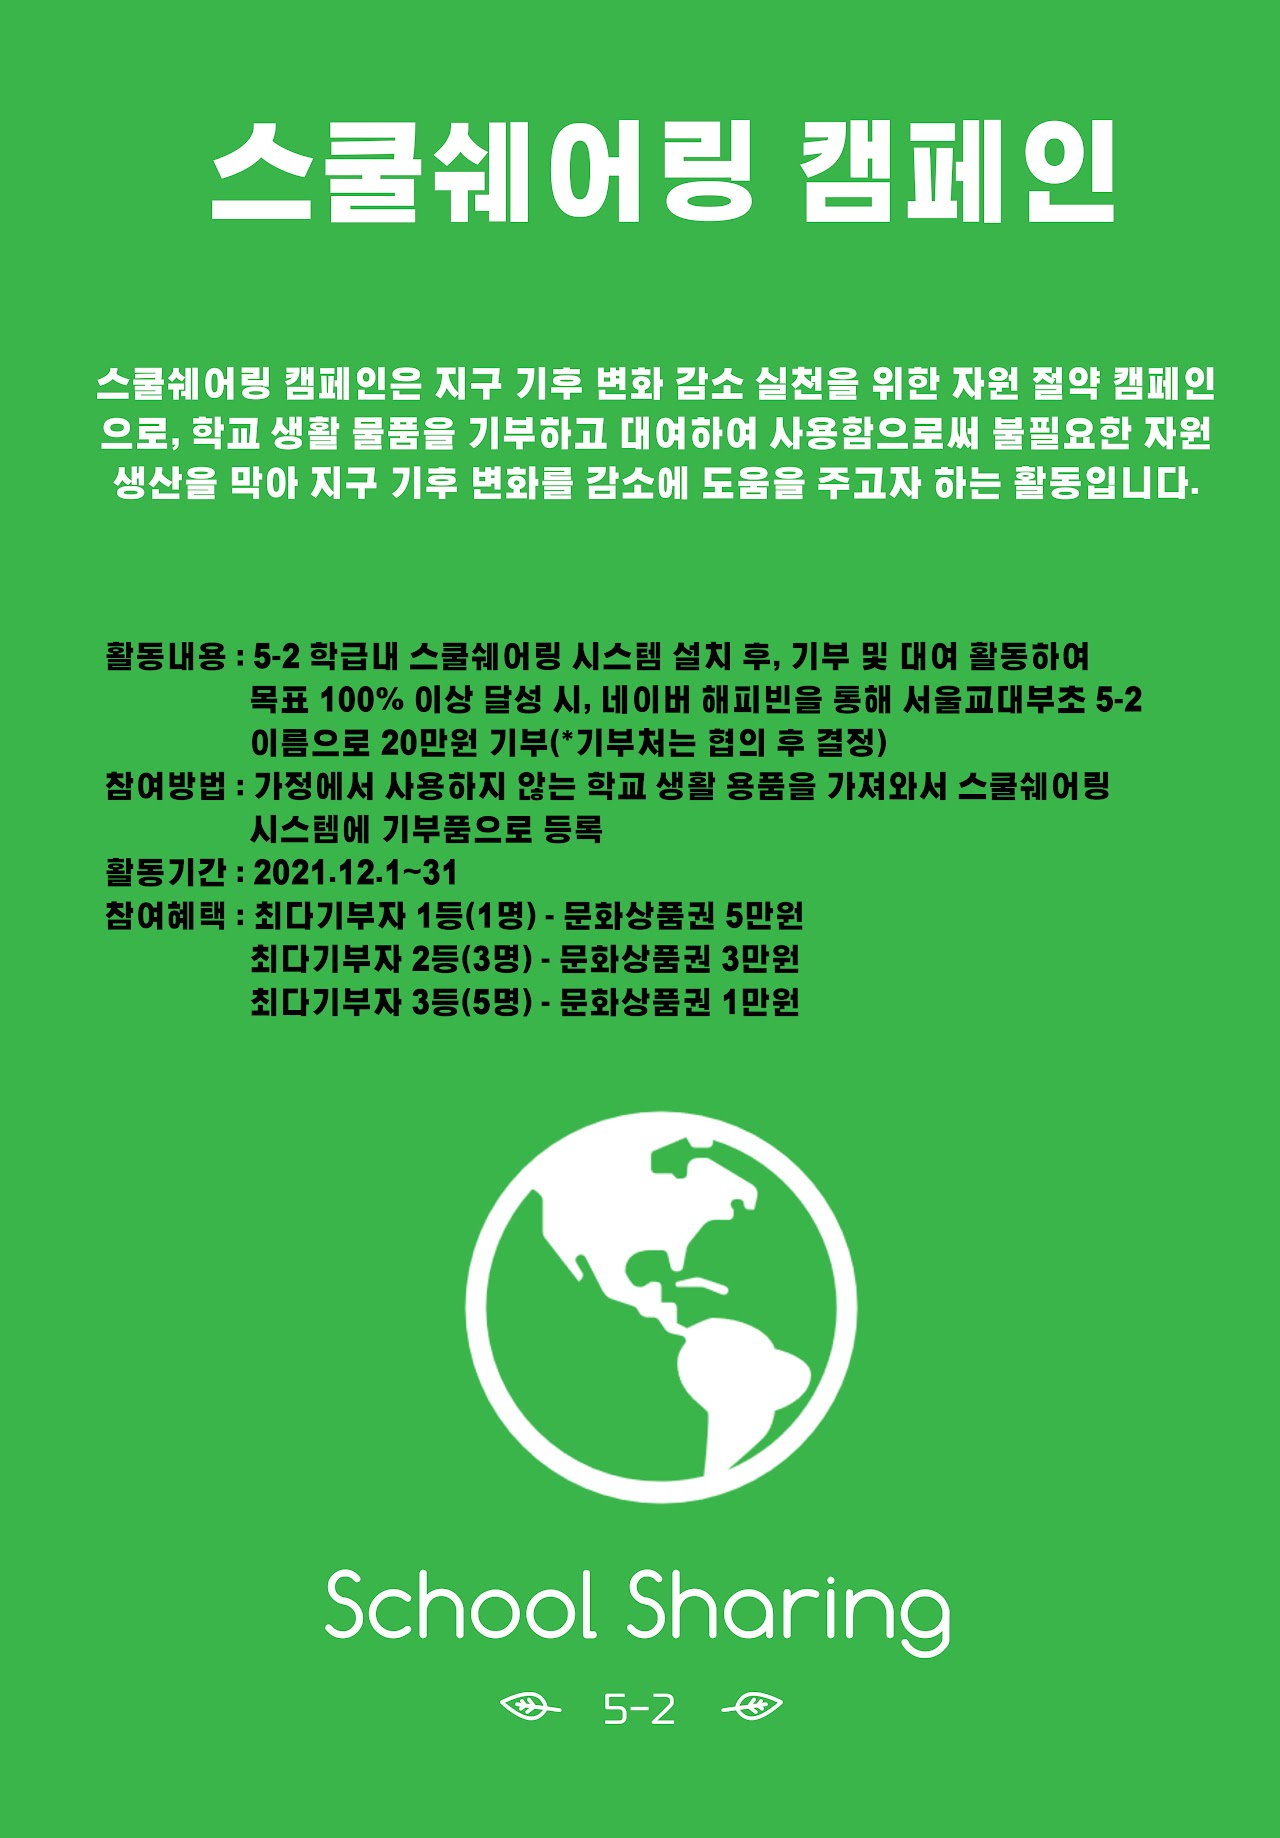 스쿨쉐어링 캠페인
스쿨쉐어링 캠페인은 지구 기후 변화 감소 실천을 위한 자원 절약 캠페인
으로, 학교 생활 물품을 기부하고 대여하여 사용함으로써 불필요한 자원
생산을 막아 지구 기후 변화를 감소에 도움을 주고자 하는 활동입니다.
활동내용 : 5-2 학급내 스쿨쉐어링 시스템 설치 후, 기부 및 대여 활동하여
목표 100% 이상 달성 시, 네이버 해피빈을 통해 서울교대부초 5-2
이름으로 20만원 기부(*기부처는 협의 후 결정)
참여방법 : 가정에서 사용하지 않는 학교 생활 용품을 가져와서 스쿨쉐어링
시스템에 기부품으로 등록
활동기간 : 2021.12.1~31
참여혜택 : 최다기부자 1등(1명) - 문화상품권 5만원
최다기부자 2등(3명) - 문화상품권 3만원
최다기부자 3등(5명) - 문화상품권 1만원
School Sharing
5-2